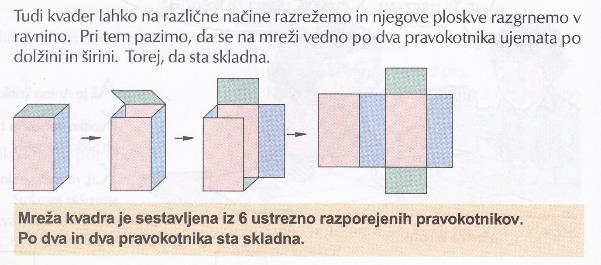 Tudi kvader lahko na različne načine razrežemo in njegove ploskve razgrnemo v
ravnino. Pri tem pazimo, da se na mreži vedno po dva pravokotnika ujemata po
dolžini in širini. Torej, da sta skladna.
Mreža kvadra je sestavljena iz 6 ustrezno razporejenih pravokotnikov.
Po dva in dva pravokotnika sta skladna.